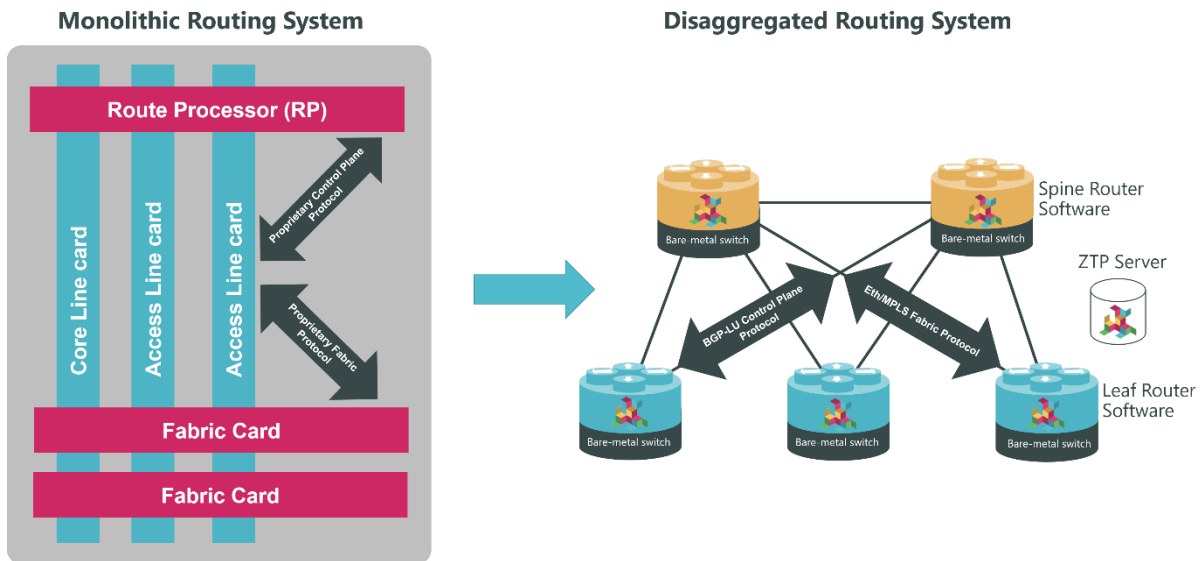 Monolithic Routing System
Route Processor (RP)
Core Line card
Access Line card
Access Line card
Proprietary Control Plane
Protocol
Proprietary Fabric
Protocol
Fabric Card
Fabric Card
Disaggregated Routing System
Bare-metal switch
Bare-metal switch
Spine Router
Software
ZTP Server
BGP-LU Control Plane
Protocol
Eth/MPLS Fabric Protocol
Bare-metal switch
Bare-metal switch
Bare-metal switch
Leaf Router
Software